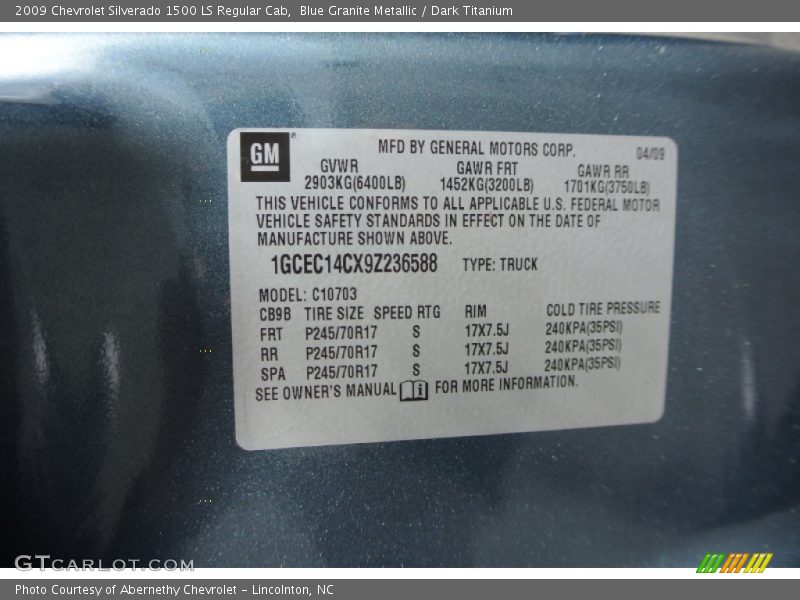 2009 Chevrolet Silverado 1500 LS Regular Cab, Blue Granite Metallic / Dark Titanium
GM®
MFD BY GENERAL MOTORS CORP. 04/09
GVWR GAWR FRT GAWR RR
2903KG(6400LB) 1452KG(3200LB) 1701KG(3750LB)
THIS VEHICLE CONFORMS TO ALL APPLICABLE U.S. FEDERAL MOTOR
VEHICLE SAFETY STANDARDS IN EFFECT ON THE DATE OF
MANUFACTURE SHOWN ABOVE.
1GCEC14CX9Z236588 TYPE: TRUCK
MODEL: C10703
CB9B TIRE SIZE SPEED RTG RIM COLD TIRE PRESSURE
FRT P245/70R17 S 17X7.5J 240KPA(35PSI)
RR P245/70R17 S 17X7.5J 240KPA(35PSI)
SPA P245/70R17 S 17X7.5J 240KPA(35PSI)
SEE OWNER'S MANUAL FOR MORE INFORMATION.
GTCARLOT.COM
Photo Courtesy of Abernethy Chevrolet – Lincolnton, NC